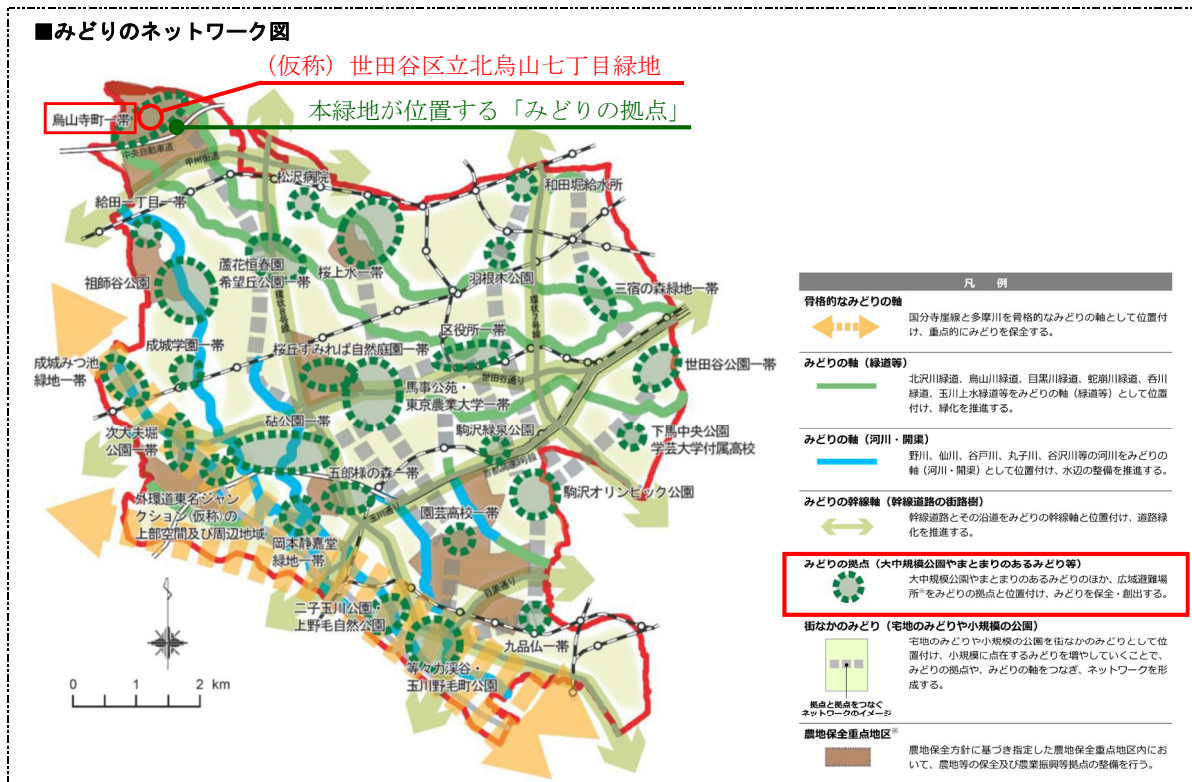 ■みどりのネットワーク図
（仮称）世田谷区立北烏山七丁目緑地
本緑地が位置する「みどりの拠点」
烏山寺町一帯
中央自動車道
甲州街道
松沢病院
和田堀給水所
給田一丁目一帯
祖師谷公園
蘆花恒春園
希望丘公園一帯
桜上水一帯
羽根木公園
三宿の森緑地一帯
環状8号線
環状7号線
成城学園一帯
区役所一帯
桜丘すみれば自然庭園一帯
世田谷通り
世田谷公園一帯
成城みつ池
緑地一帯
馬事公苑・
東京農業大学一帯
砧公園一帯
駒沢緑泉公園
下馬中央公園
学芸大学付属高校
次大夫堀
公園一帯
首都高速3号線
五郎様の森一帯
駒沢オリンピック公園
外環道東名ジャン
クション(仮称)の
上部空間及び周辺地域
玉川通り
園芸高校一帯
岡本静嘉堂
緑地一帯
目黒通り
二子玉川公園・
上野毛自然公園
九品仏一帯
等々力渓谷・
玉川野毛町公園
0 1 2 km
凡 例
骨格的なみどりの軸
国分寺崖線と多摩川を骨格的なみどりの軸として位置付
け、重点的にみどりを保全する。
みどりの軸（緑道等）
北沢川緑道、烏山川緑道、目黒川緑道、蛇崩川緑道、呑川
緑道、玉川上水緑道等をみどりの軸（緑道等）として位置
付け、緑化を推進する。
みどりの軸（河川・開渠）
野川、仙川、谷戸川、丸子川、谷沢川等の河川をみどりの
軸（河川・開渠）として位置付け、水辺の整備を推進する。
みどりの幹線軸（幹線道路の街路樹）
幹線道路とその沿道をみどりの幹線軸と位置付け、道路緑
化を推進する。
みどりの拠点（大中規模公園やまとまりのあるみどり等）
大中規模公園やまとまりのあるみどりのほか、広域避難場
所※をみどりの拠点と位置付け、みどりを保全・創出する。
街なかのみどり（宅地のみどりや小規模の公園）
宅地のみどりや小規模の公園を街なかのみどりとして位
置付け、小規模に点在するみどりを増やしていくことで、
みどりの拠点や、みどりの軸をつなぎ、ネットワークを形
成する。
拠点と拠点をつなぐ
ネットワークのイメージ
農地保全重点地区※
農地保全方針に基づき指定した農地保全重点地区内にお
いて、農地等の保全及び農業振興等拠点の整備を行う。